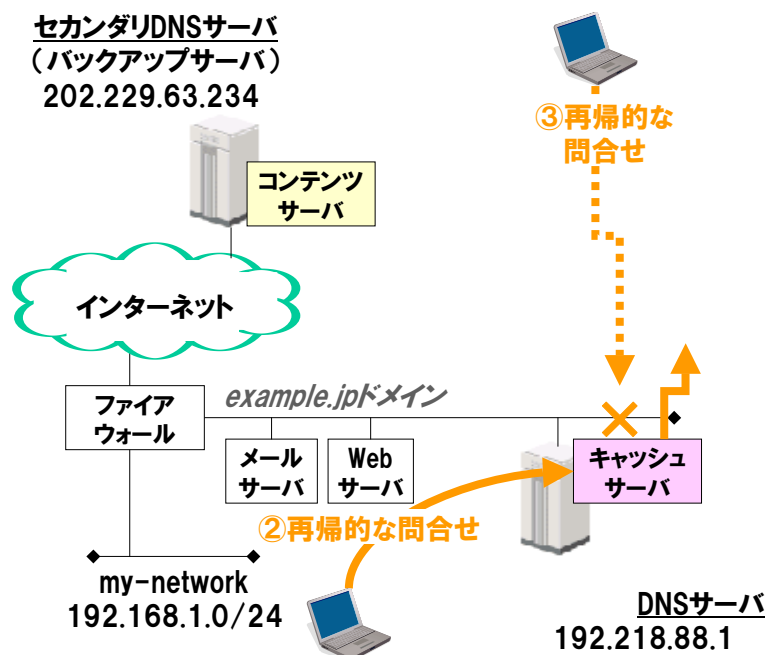 セカンダリDNSサーバ
（バックアップサーバ）
202.229.63.234
コンテンツ
サーバ
③再帰的な
問合せ
インターネット
ファイア
ウォール
example.jpドメイン
メール
サーバ
Web
サーバ
キャッシュ
サーバ
②再帰的な問合せ
my-network
192.168.1.0/24
DNSサーバ
192.218.88.1